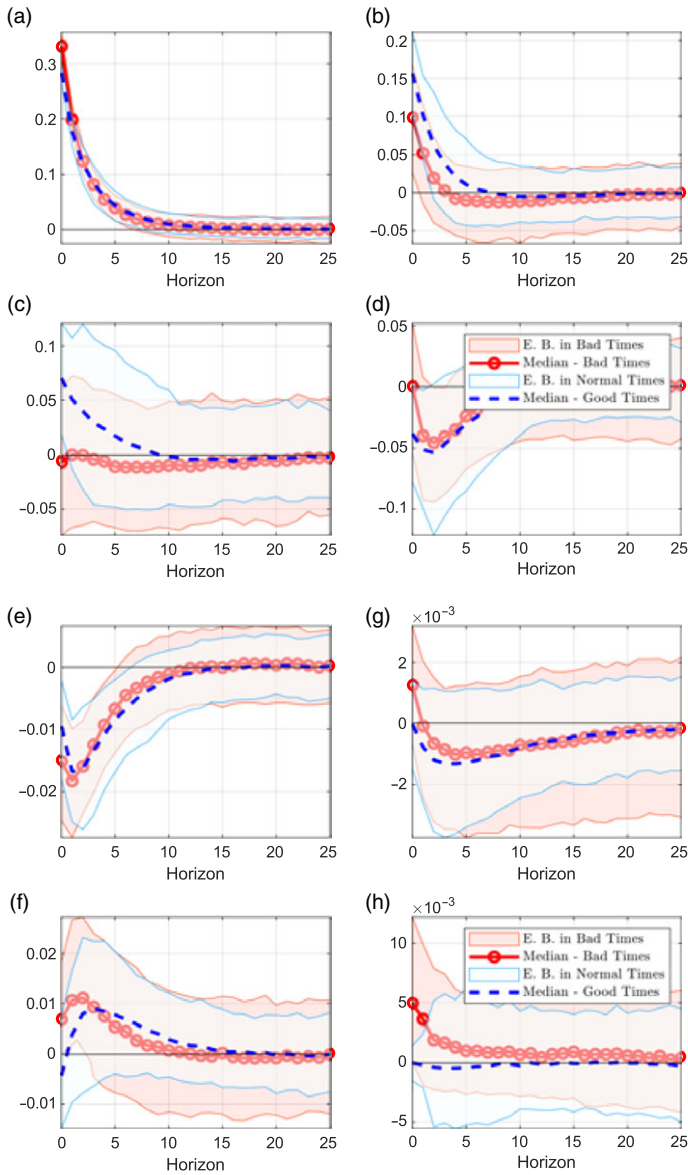 (a)
0.3
0.2
0.1
0
0 5 10 15 20 25
Horizon
(b)
0.2
0.15
0.1
0.05
0
−0.05
0 5 10 15 20 25
Horizon
(c)
0.1
0.05
0
−0.05
0 5 10 15 20 25
Horizon
(d)
0.05
0
−0.05
−0.1
E. B. in Bad Times
Median - Bad Times
E. B. in Normal Times
Median - Good Times
0 5 10 15 20 25
Horizon
(e)
0
−0.01
−0.02
0 5 10 15 20 25
Horizon
(g)
×10−3
2
0
−2
0 5 10 15 20 25
Horizon
(f)
0.02
0.01
0
−0.01
0 5 10 15 20 25
Horizon
(h)
×10−3
10
5
0
−5
E. B. in Bad Times
Median - Bad Times
E. B. in Normal Times
Median - Good Times
0 5 10 15 20 25
Horizon